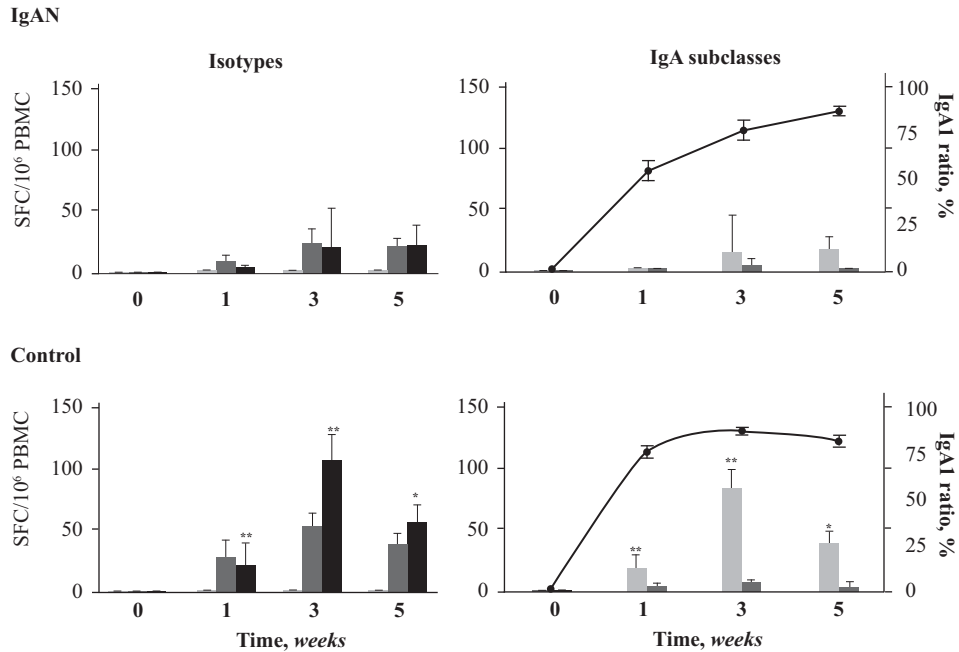 IgAN
Isotypes
SFC/10⁶ PBMC
150
100
50
0
0 1 3 5
IgA subclasses
150
100
50
0
100
75
50
25
0
IgA1 ratio, %
0 1 3 5
Control
SFC/10⁶ PBMC
150
100
50
0
**
**
*
0 1 3 5
Time, weeks
150
100
50
0
**
**
*
100
75
50
25
0
IgA1 ratio, %
0 1 3 5
Time, weeks